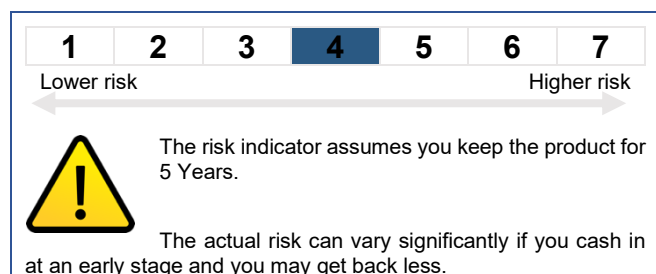 1 2 3 4 5 6 7
Lower risk Higher risk
The risk indicator assumes you keep the product for
5 Years.
The actual risk can vary significantly if you cash in
at an early stage and you may get back less.